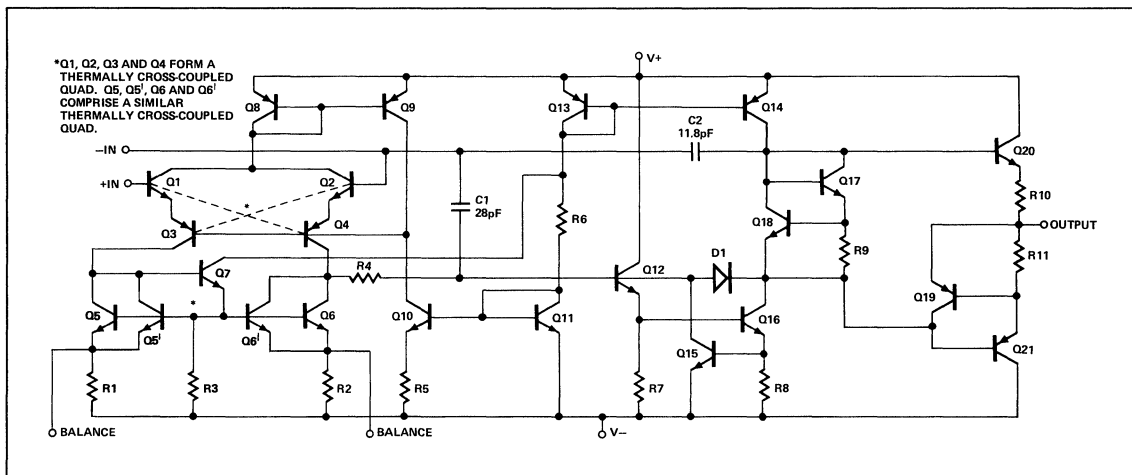 *Q1, Q2, Q3 AND Q4 FORM A
THERMALLY CROSS-COUPLED
QUAD. Q5, Q5', Q6 AND Q6'
COMPRISE A SIMILAR
THERMALLY CROSS-COUPLED
QUAD.
V+
Q8
Q9
Q13
Q14
C2
11.8pF
-IN
+IN
Q1
Q2
*
Q20
Q17
R10
C1
28pF
Q18
OUTPUT
Q3
Q4
R6
R9
R11
Q7
R4
Q12
D1
Q19
Q5
Q5'
*
Q6'
Q6
Q10
Q11
Q15
Q16
Q21
R1
R3
R2
R5
R7
R8
BALANCE
BALANCE
V-